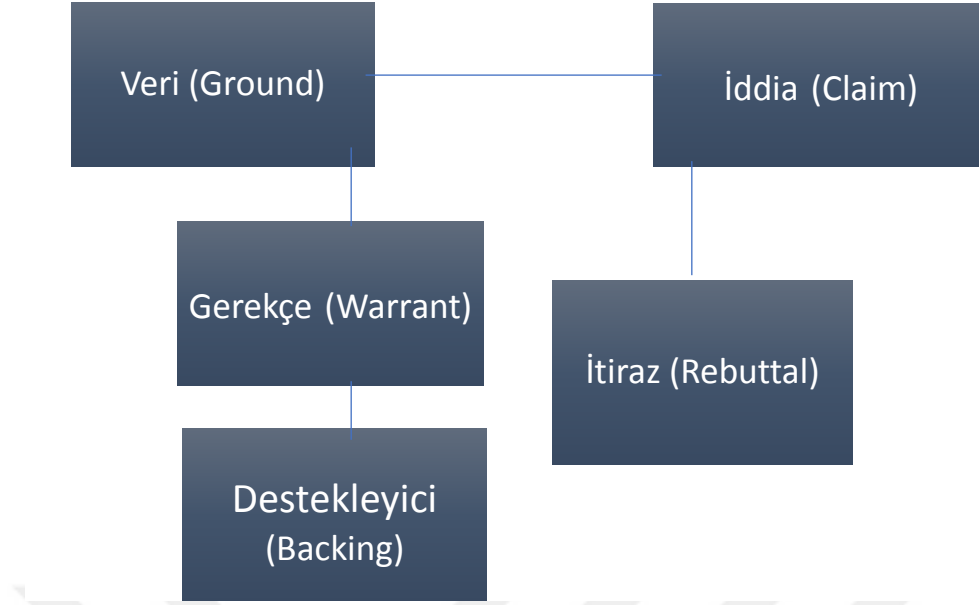 Veri (Ground)
İddia (Claim)
Gerekçe (Warrant)
İtiraz (Rebuttal)
Destekleyici
(Backing)